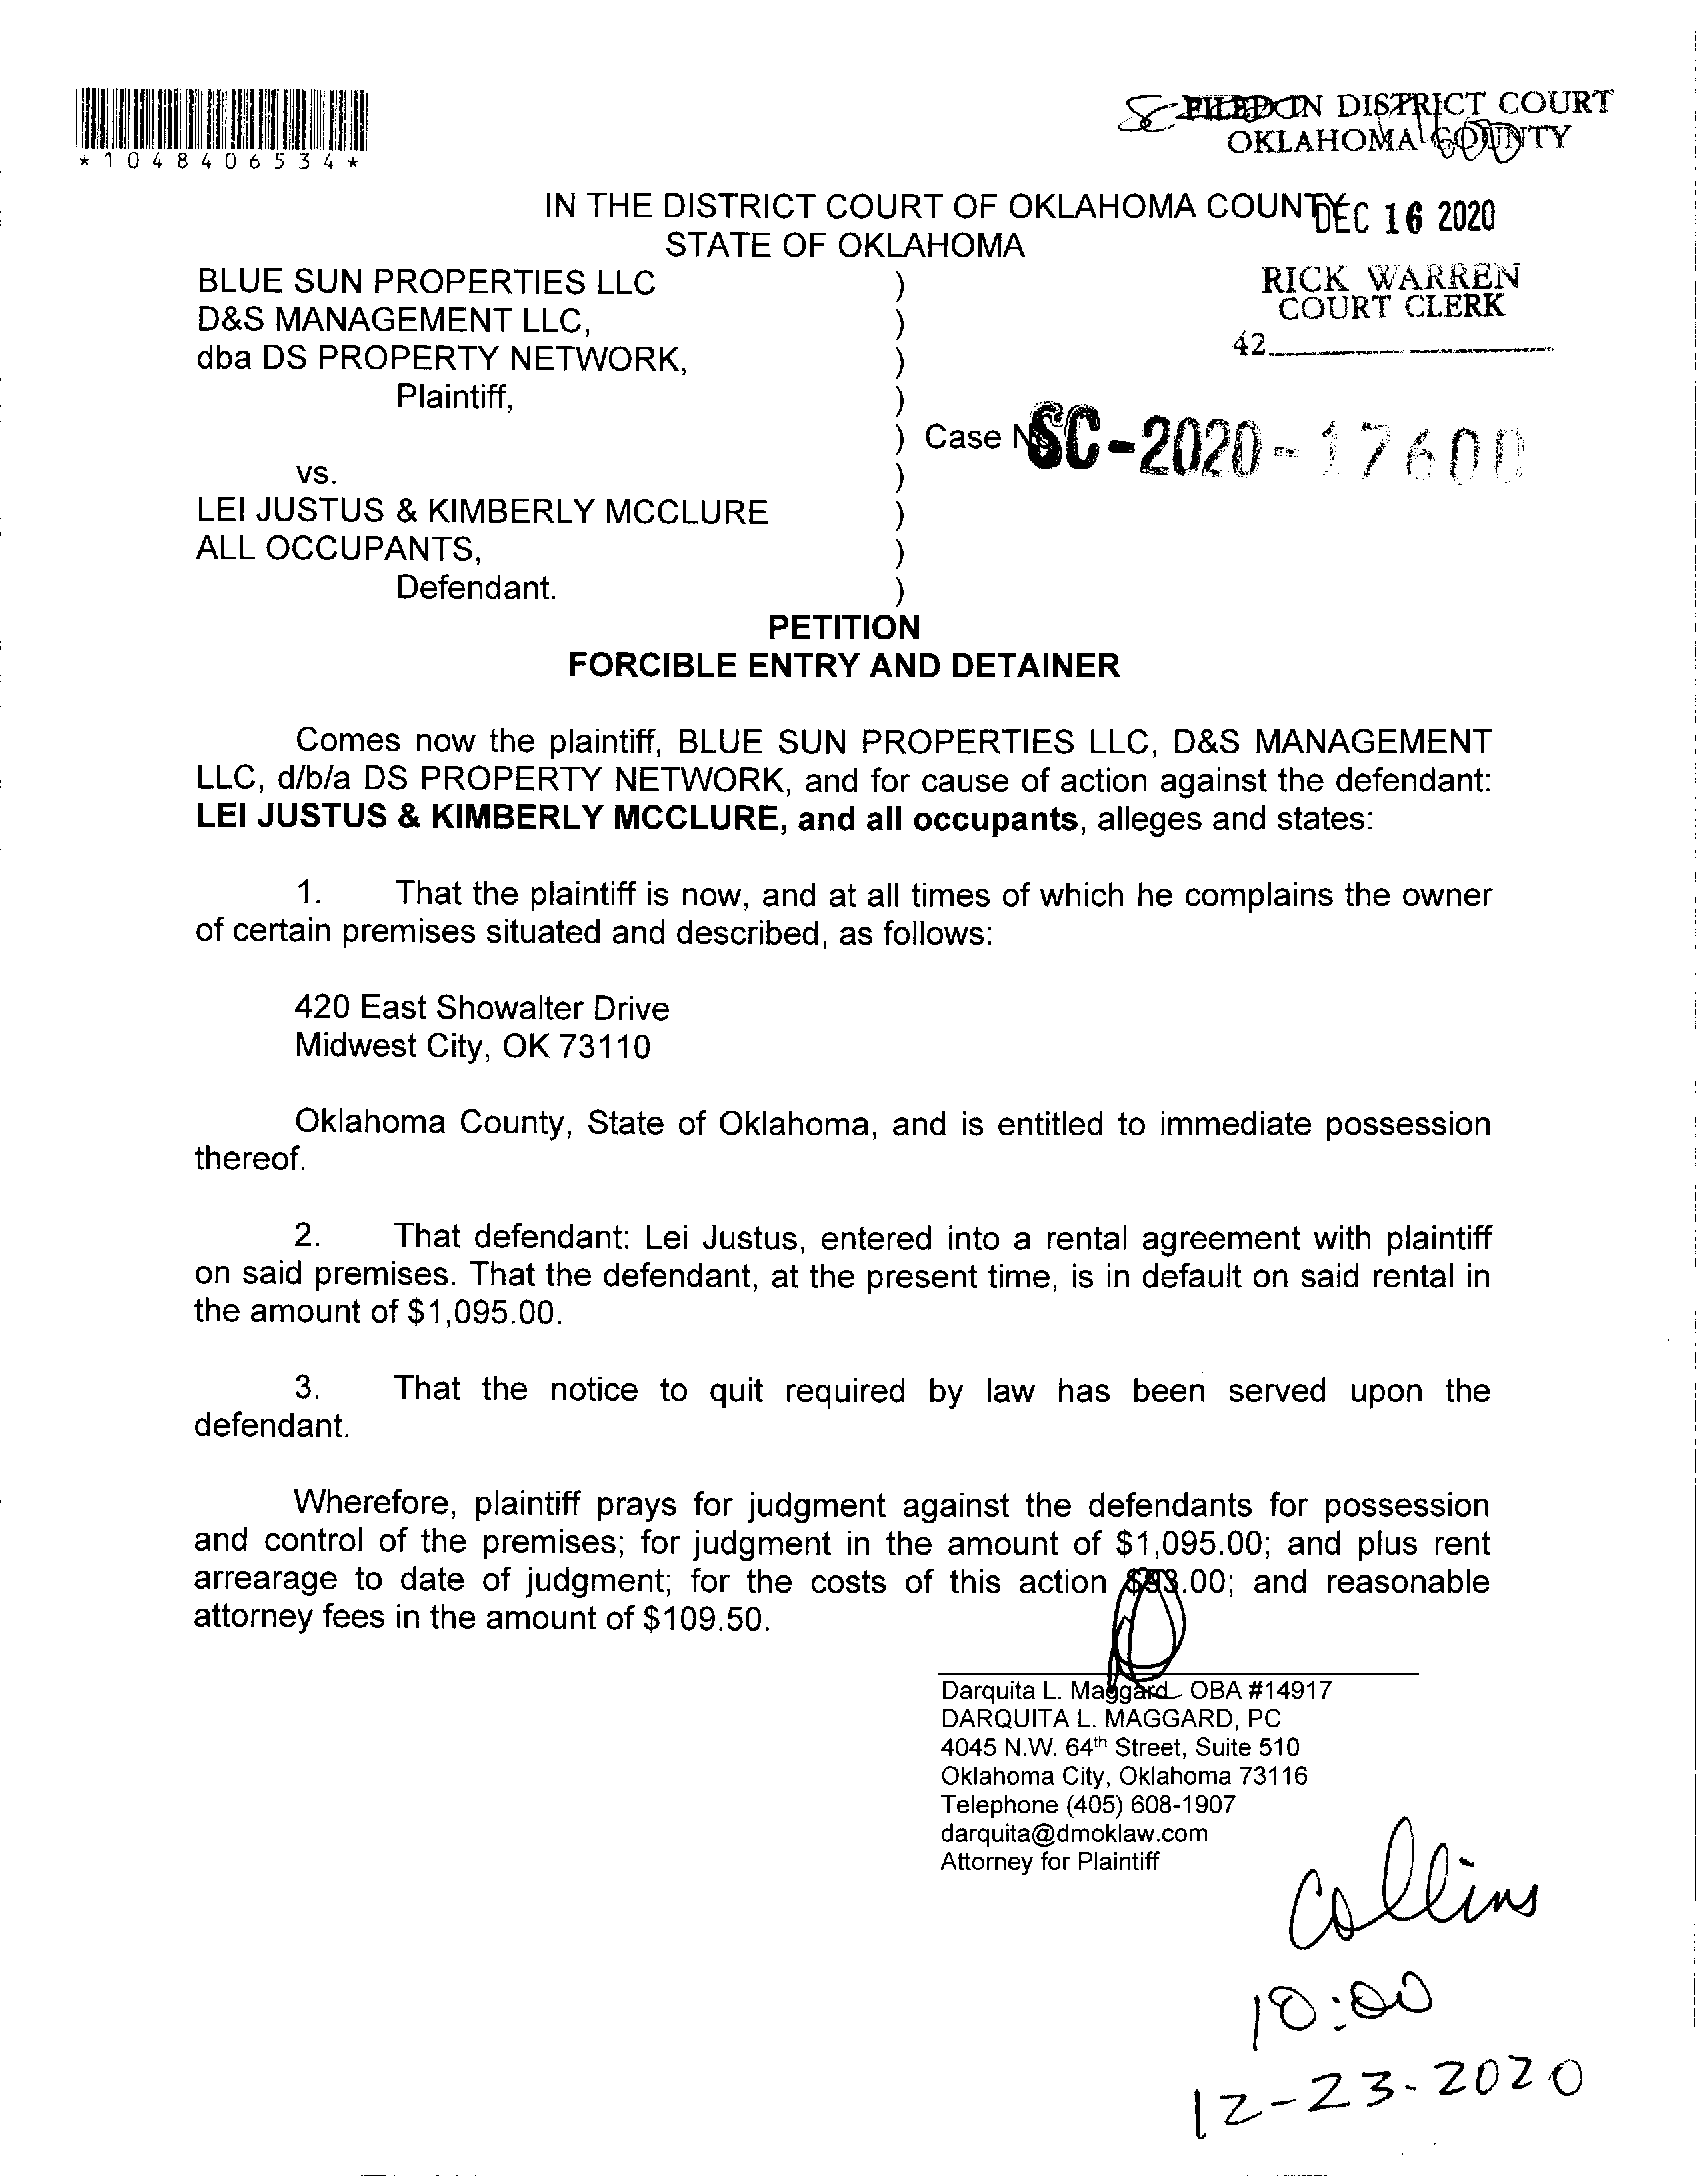 *1048406534*
FILED IN DISTRICT COURT
OKLAHOMA COUNTY
IN THE DISTRICT COURT OF OKLAHOMA COUNTY
DEC 16 2020
STATE OF OKLAHOMA
BLUE SUN PROPERTIES LLC )
RICK WARREN
COURT CLERK
D&S MANAGEMENT LLC, )
dba DS PROPERTY NETWORK, )
42
Plaintiff, )
) Case No SC-2020-17600
vs. )
LEI JUSTUS & KIMBERLY MCCLURE )
ALL OCCUPANTS, )
Defendant. )
PETITION
FORCIBLE ENTRY AND DETAINER
Comes now the plaintiff, BLUE SUN PROPERTIES LLC, D&S MANAGEMENT
LLC, d/b/a DS PROPERTY NETWORK, and for cause of action against the defendant:
LEI JUSTUS & KIMBERLY MCCLURE, and all occupants, alleges and states:
1. That the plaintiff is now, and at all times of which he complains the owner
of certain premises situated and described, as follows:
420 East Showalter Drive
Midwest City, OK 73110
Oklahoma County, State of Oklahoma, and is entitled to immediate possession
thereof.
2. That defendant: Lei Justus, entered into a rental agreement with plaintiff
on said premises. That the defendant, at the present time, is in default on said rental in
the amount of $1,095.00.
3. That the notice to quit required by law has been served upon the
defendant.
Wherefore, plaintiff prays for judgment against the defendants for possession
and control of the premises; for judgment in the amount of $1,095.00; and plus rent
arrearage to date of judgment; for the costs of this action .00; and reasonable
attorney fees in the amount of $109.50.
Darquita L. Maggard OBA #14917
DARQUITA L. MAGGARD, PC
4045 N.W. 64th Street, Suite 510
Oklahoma City, Oklahoma 73116
Telephone (405) 608-1907
darquita@dmoklaw.com
Attorney for Plaintiff
Collins
10:00
12-23-2020